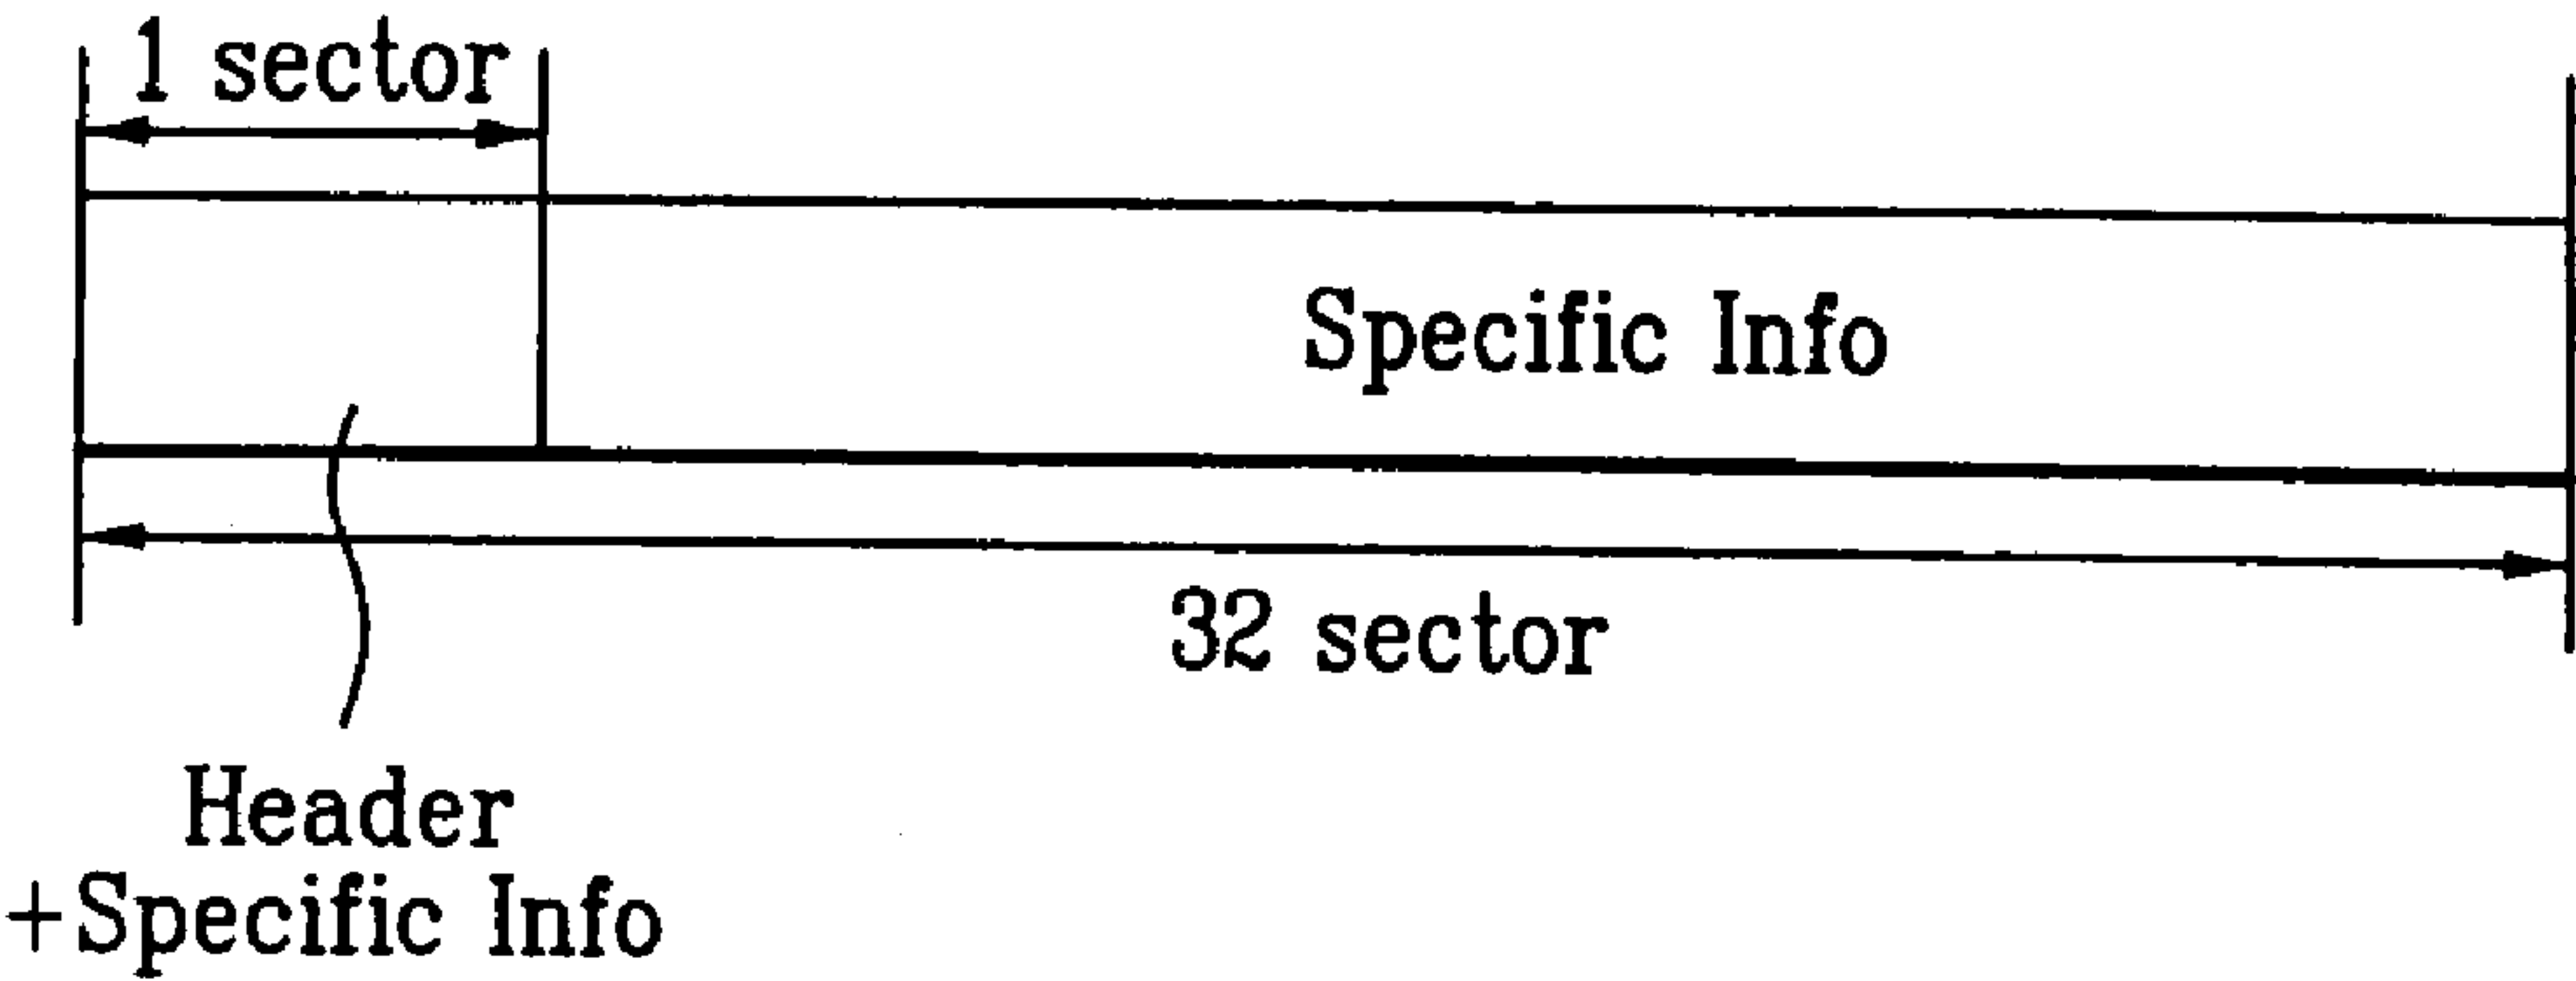 1 sector
Specific Info
32 sector
Header
+Specific Info